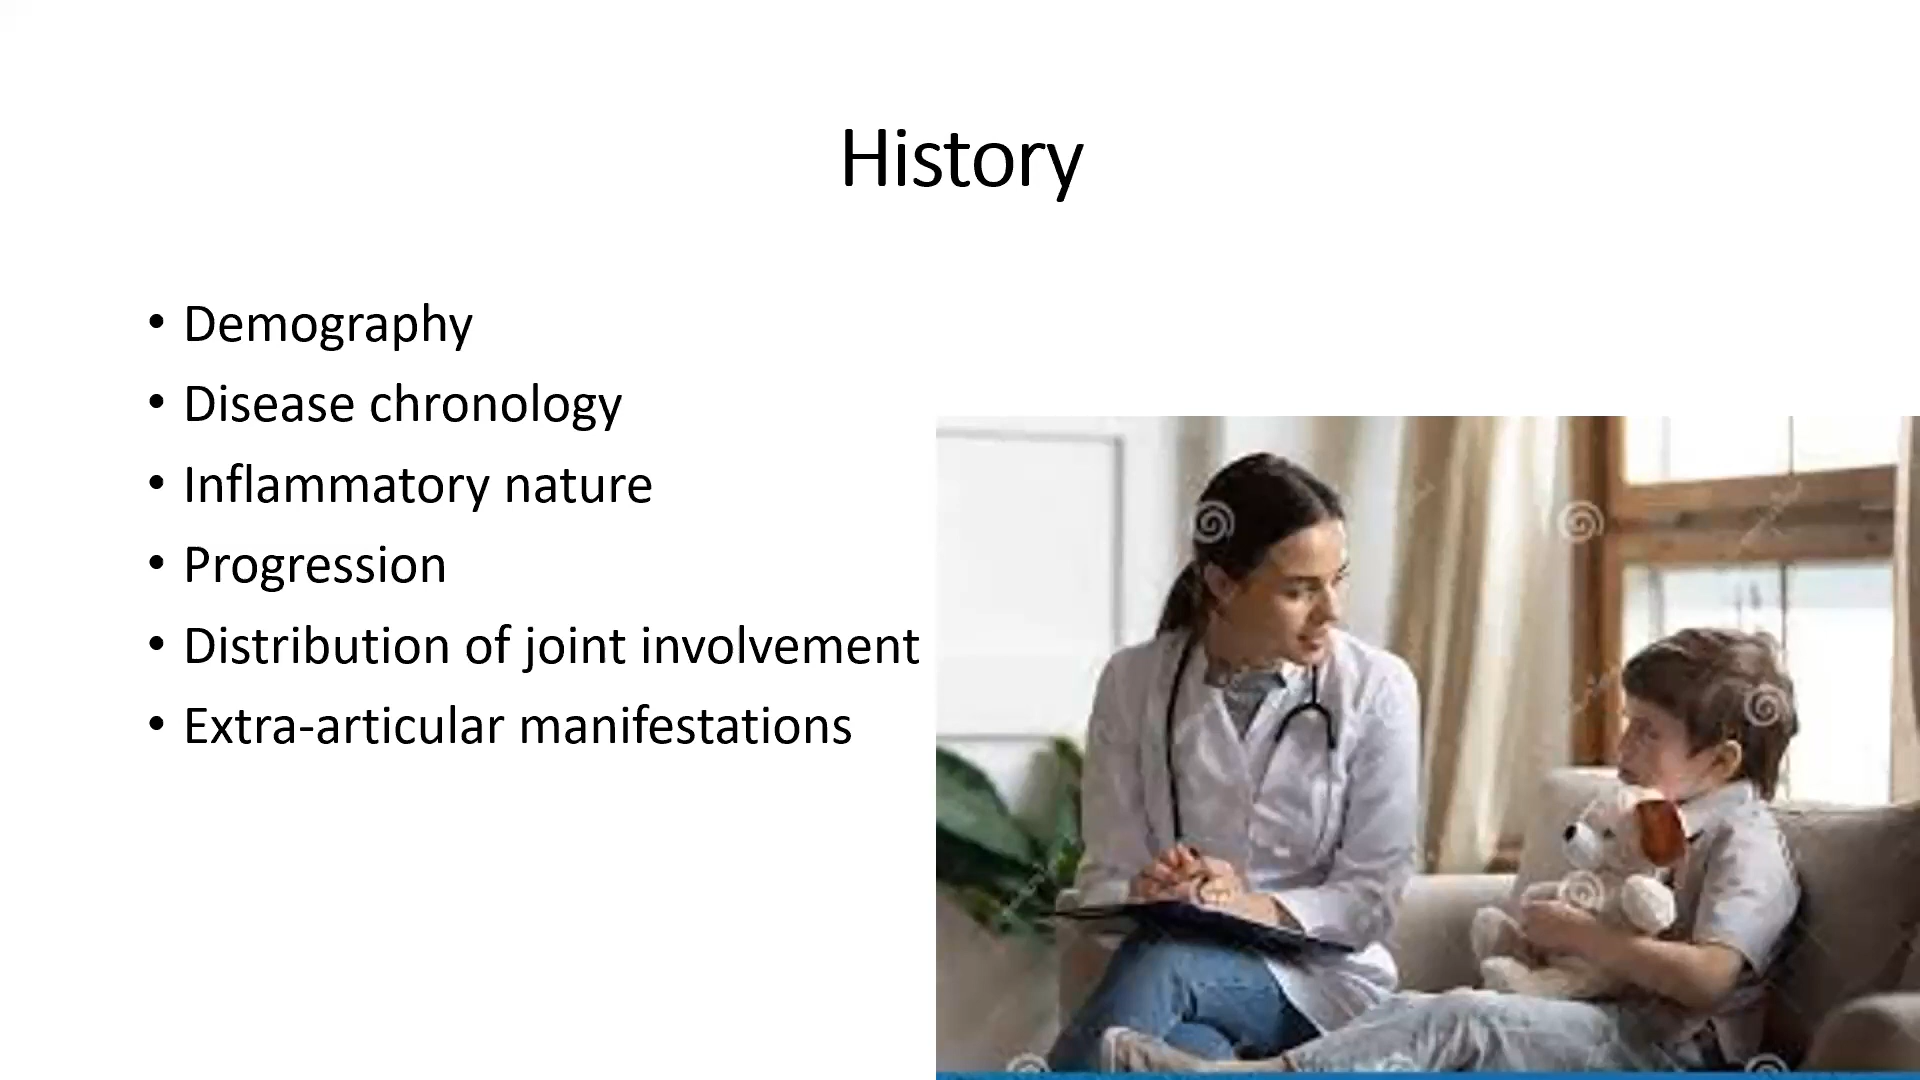 History
• Demography
• Disease chronology
• Inflammatory nature
• Progression
• Distribution of joint involvement
• Extra-articular manifestations